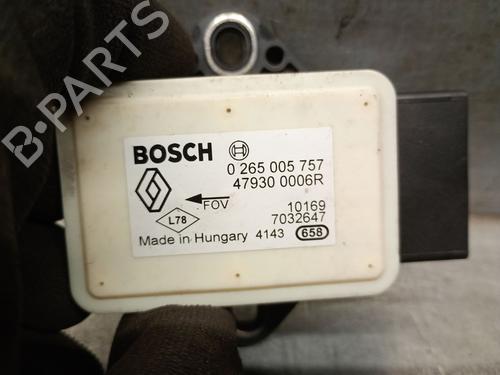 B-PARTS
BOSCH
0 265 005 757
47930 0006R
FOV
10169
L78
7032647
Made in Hungary 4143 658